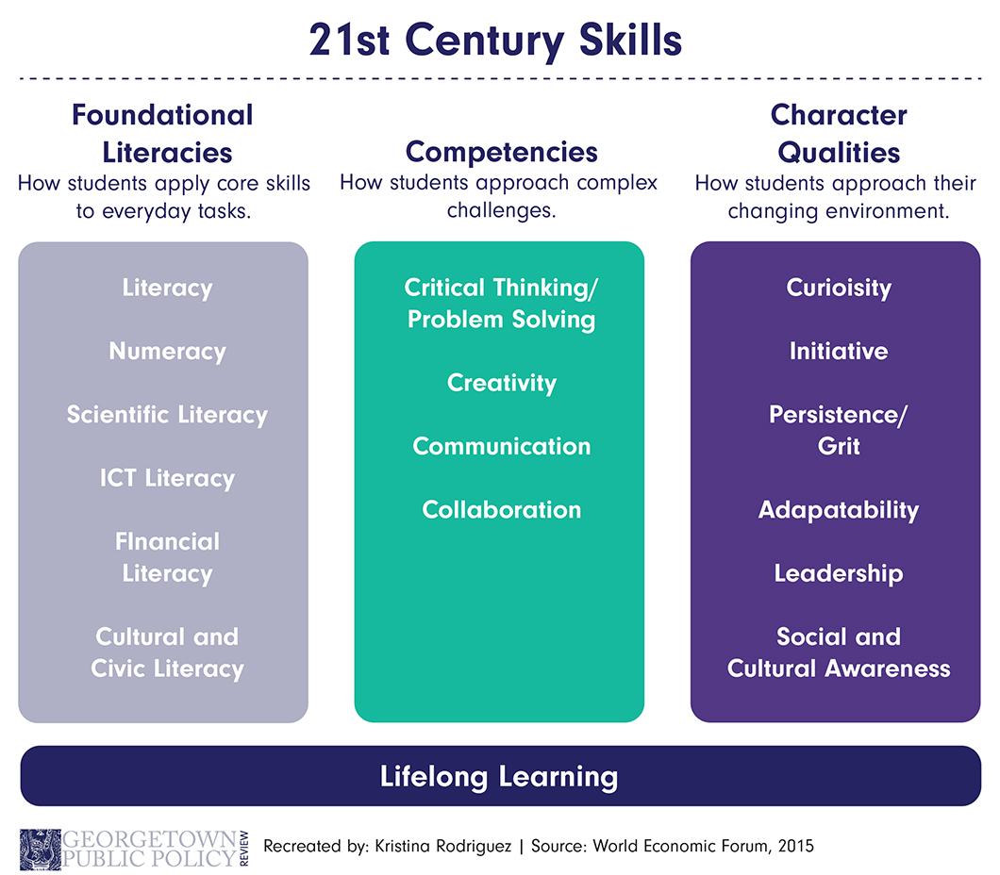 21st Century Skills
Foundational
Literacies
How students apply core skills
to everyday tasks.
Literacy
Numeracy
Scientific Literacy
ICT Literacy
FInancial
Literacy
Cultural and
Civic Literacy
Competencies
How students approach complex
challenges.
Critical Thinking/
Problem Solving
Creativity
Communication
Collaboration
Character
Qualities
How students approach their
changing environment.
Curioisity
Initiative
Persistence/
Grit
Adapatability
Leadership
Social and
Cultural Awareness
Lifelong Learning
GEORGETOWN
PUBLIC POLICY
REVIEW
Recreated by: Kristina Rodriguez | Source: World Economic Forum, 2015